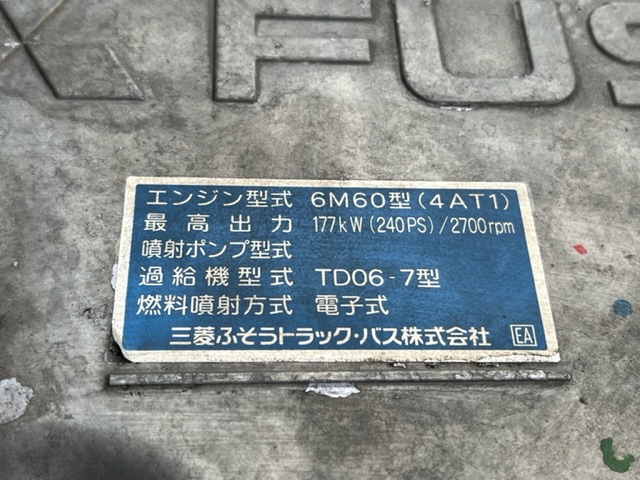 FUS
エンジン型式 6M60型(4AT1)
最高出力 177kW(240PS)/2700rpm
噴射ポンプ型式
過給機型式 TD06-7型
燃料噴射方式 電子式
三菱ふそうトラック・バス株式会社 EA